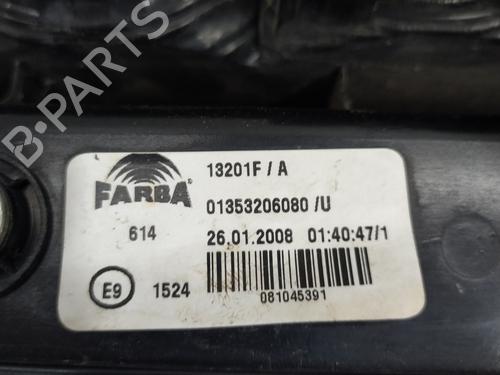 B-PARTS
FARBA
13201F / A
01353206080 /U
614
26.01.2008 01:40:47/1
E9
1524
081045391